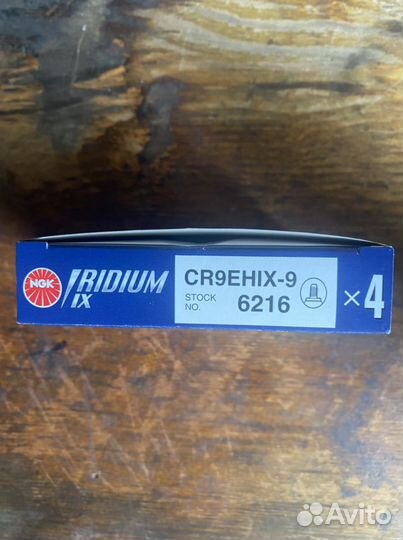 NGK
IRIDIUM
IX
CR9EHIX-9
STOCK
NO.
6216
×4
Avito